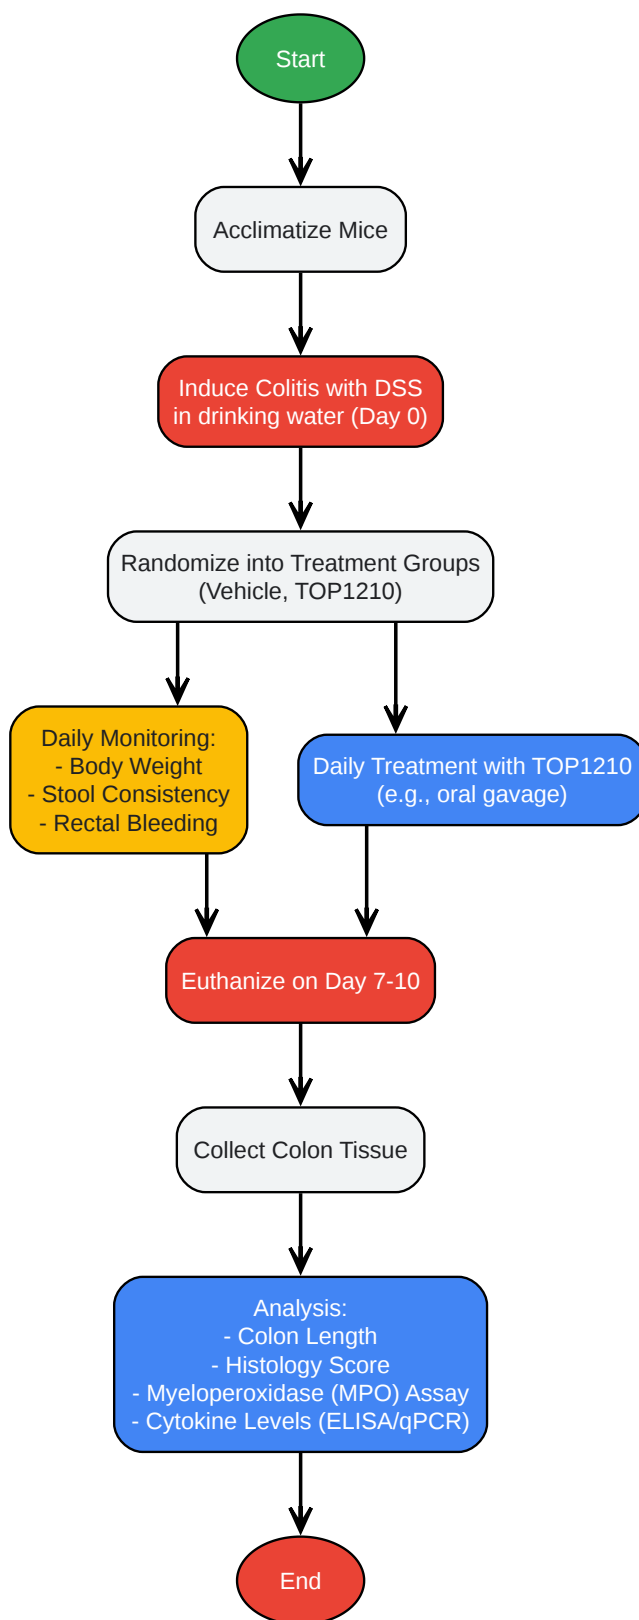 Start
Acclimatize Mice
Induce Colitis with DSS
in drinking water (Day 0)
Randomize into Treatment Groups
(Vehicle, TOP1210)
Daily Monitoring:
- Body Weight
- Stool Consistency
- Rectal Bleeding
Daily Treatment with TOP1210
(e.g., oral gavage)
Euthanize on Day 7-10
Collect Colon Tissue
Analysis:
- Colon Length
- Histology Score
- Myeloperoxidase (MPO) Assay
- Cytokine Levels (ELISA/qPCR)
End